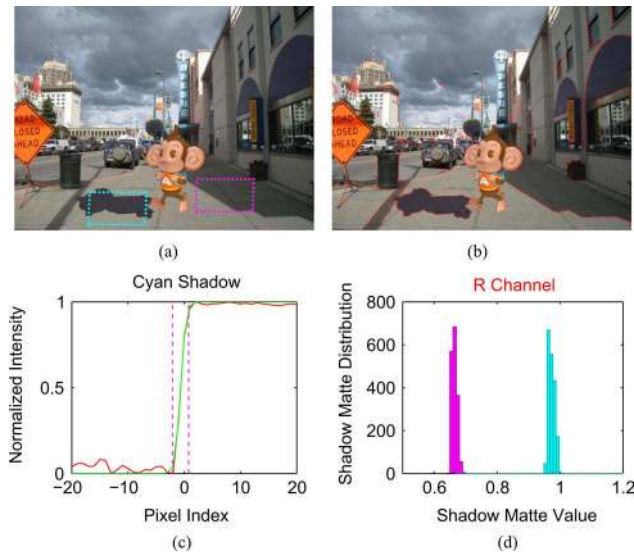 ROAD
CLOSED
AHEAD
(a)
(b)
Cyan Shadow
Normalized Intensity
1
0.5
0
−20
−10
0
10
20
Pixel Index
(c)
R Channel
Shadow Matte Distribution
800
600
400
200
0
0.6
0.8
1
1.2
Shadow Matte Value
(d)